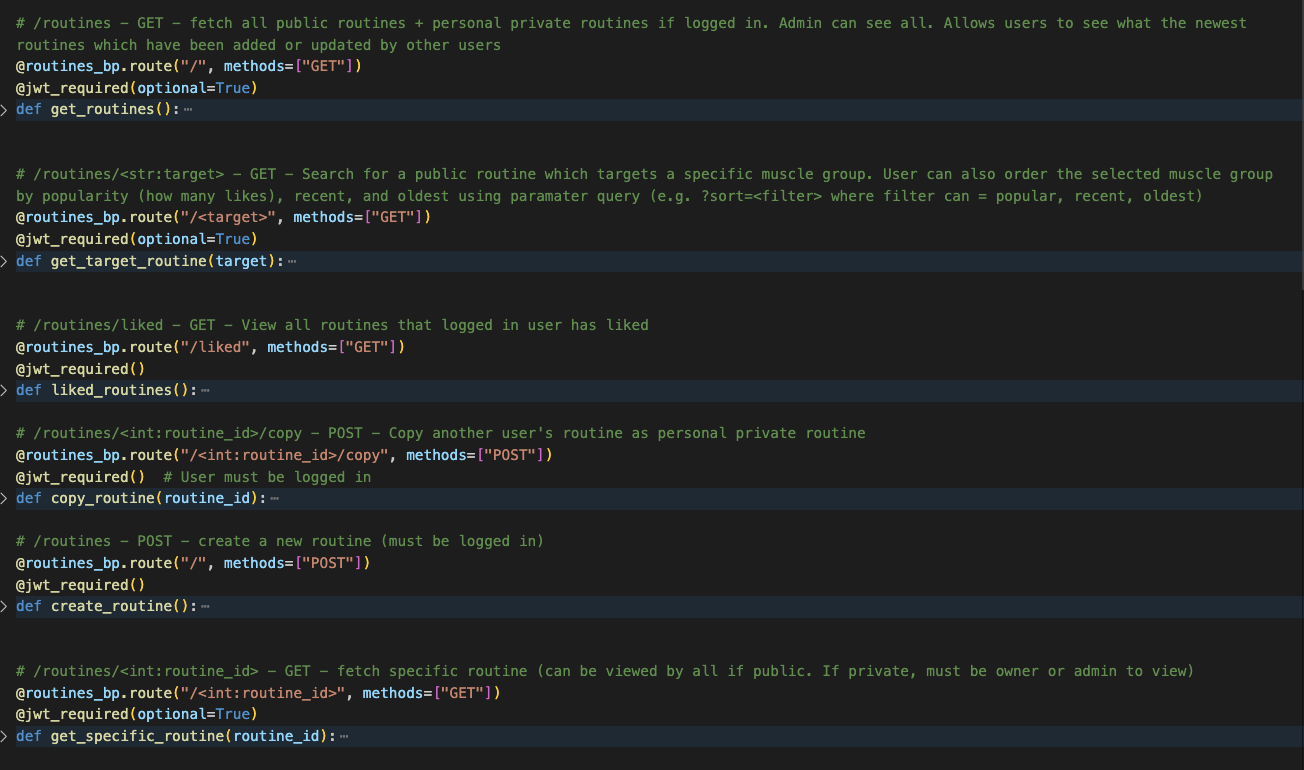 # /routines – GET – fetch all public routines + personal private routines if logged in. Admin can see all. Allows users to see what the newest
routines which have been added or updated by other users
@routines_bp.route("/", methods=["GET"])
@jwt_required(optional=True)
def get_routines():…
# /routines/<str:target> – GET – Search for a public routine which targets a specific muscle group. User can also order the selected muscle group
by popularity (how many likes), recent, and oldest using paramater query (e.g. ?sort=<filter> where filter can = popular, recent, oldest)
@routines_bp.route("/<target>", methods=["GET"])
@jwt_required(optional=True)
def get_target_routine(target):…
# /routines/liked – GET – View all routines that logged in user has liked
@routines_bp.route("/liked", methods=["GET"])
@jwt_required()
def liked_routines():…
# /routines/<int:routine_id>/copy – POST – Copy another user's routine as personal private routine
@routines_bp.route("/<int:routine_id>/copy", methods=["POST"])
@jwt_required()  # User must be logged in
def copy_routine(routine_id):…
# /routines – POST – create a new routine (must be logged in)
@routines_bp.route("/", methods=["POST"])
@jwt_required()
def create_routine():…
# /routines/<int:routine_id> – GET – fetch specific routine (can be viewed by all if public. If private, must be owner or admin to view)
@routines_bp.route("/<int:routine_id>", methods=["GET"])
@jwt_required(optional=True)
def get_specific_routine(routine_id):…